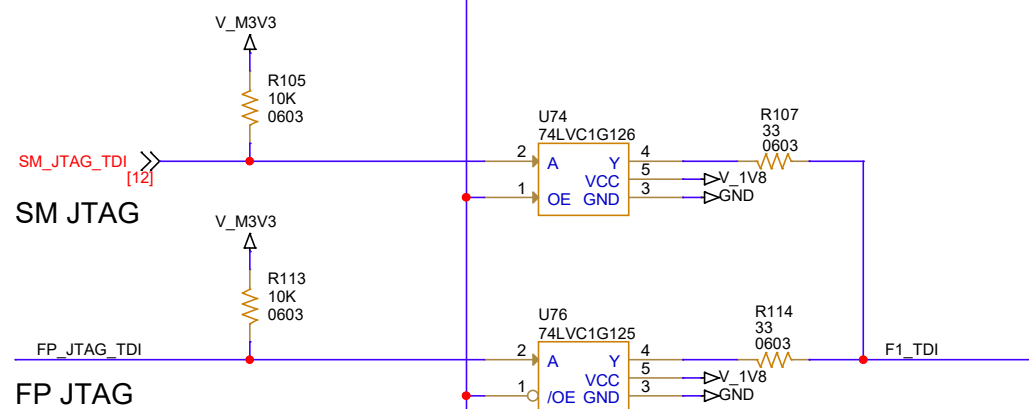 V_M3V3
R105
10K
0603
U74
74LVC1G126
R107
33
0603
SM_JTAG_TDI
[12]
2 A Y 4
VCC 5 V_1V8
1 OE GND 3 GND
SM JTAG
V_M3V3
R113
10K
0603
U76
74LVC1G125
R114
33
0603
FP_JTAG_TDI
2 A Y 4
F1_TDI
VCC 5 V_1V8
1 /OE GND 3 GND
FP JTAG